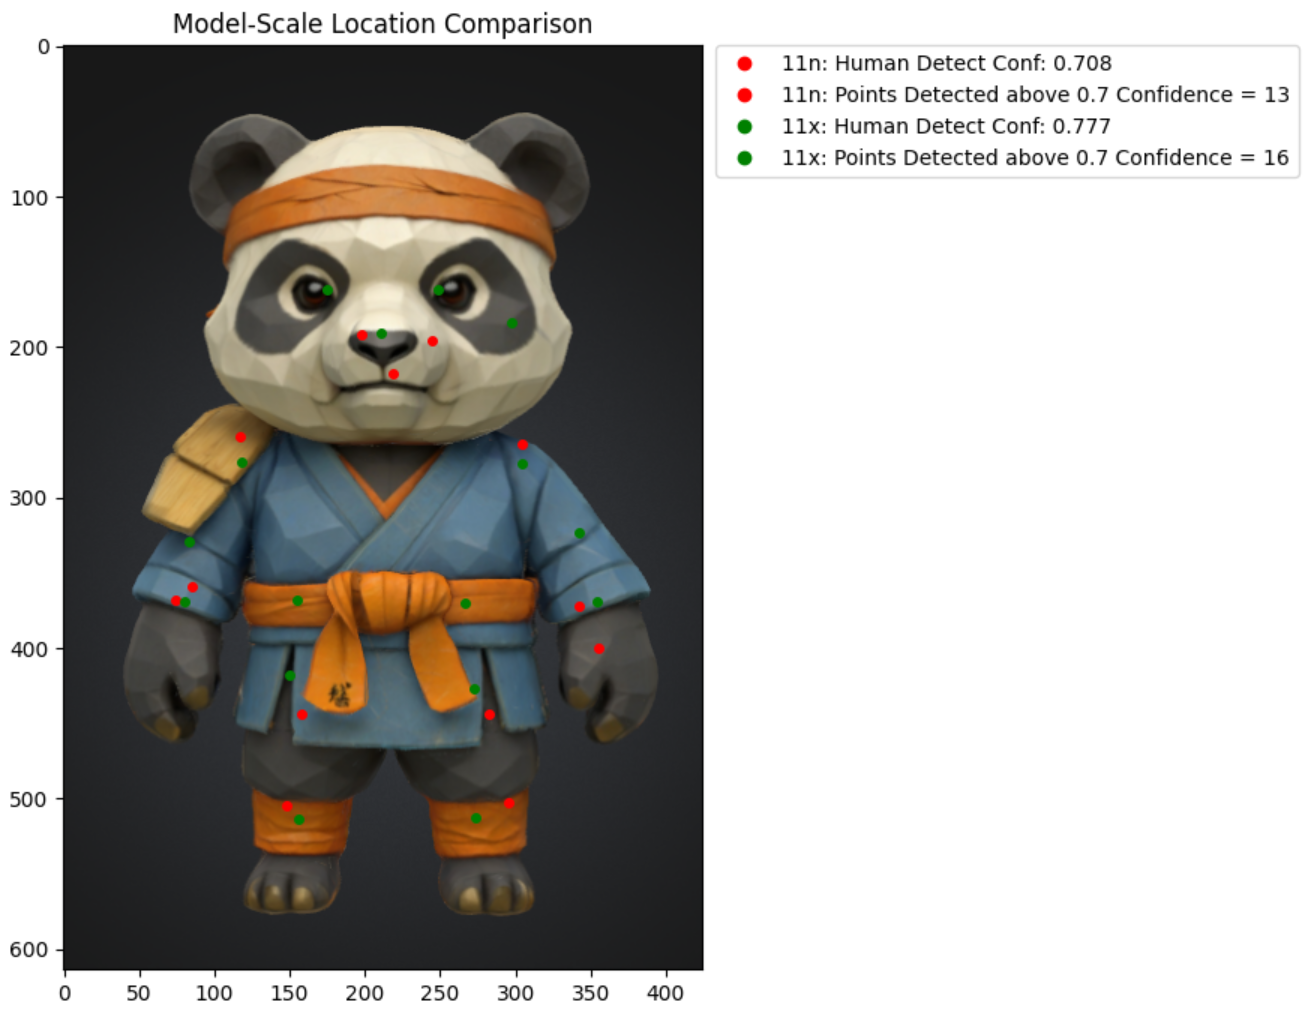 Model-Scale Location Comparison
11n: Human Detect Conf: 0.708
11n: Points Detected above 0.7 Confidence = 13
11x: Human Detect Conf: 0.777
11x: Points Detected above 0.7 Confidence = 16
0
100
200
300
400
500
600
0 50 100 150 200 250 300 350 400